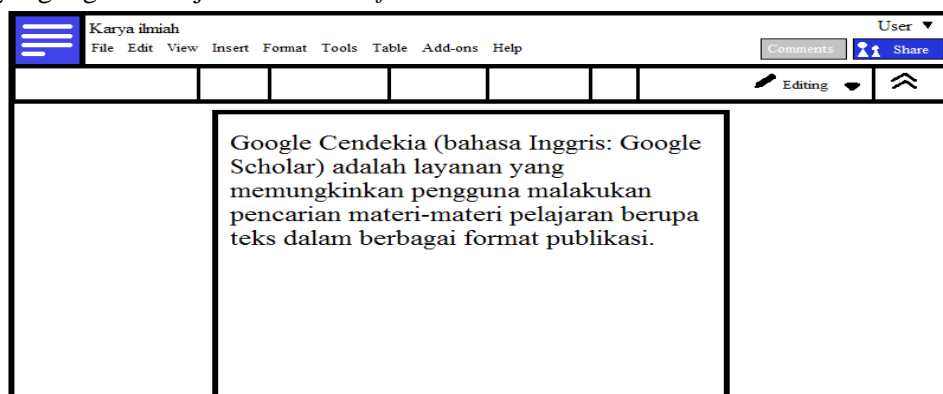 Karya ilmiah
User
File Edit View Insert Format Tools Table Add-ons Help
Comments
Share
Editing
Google Cendekia (bahasa Inggris: Google
Scholar) adalah layanan yang
memungkinkan pengguna malakukan
pencarian materi-materi pelajaran berupa
teks dalam berbagai format publikasi.